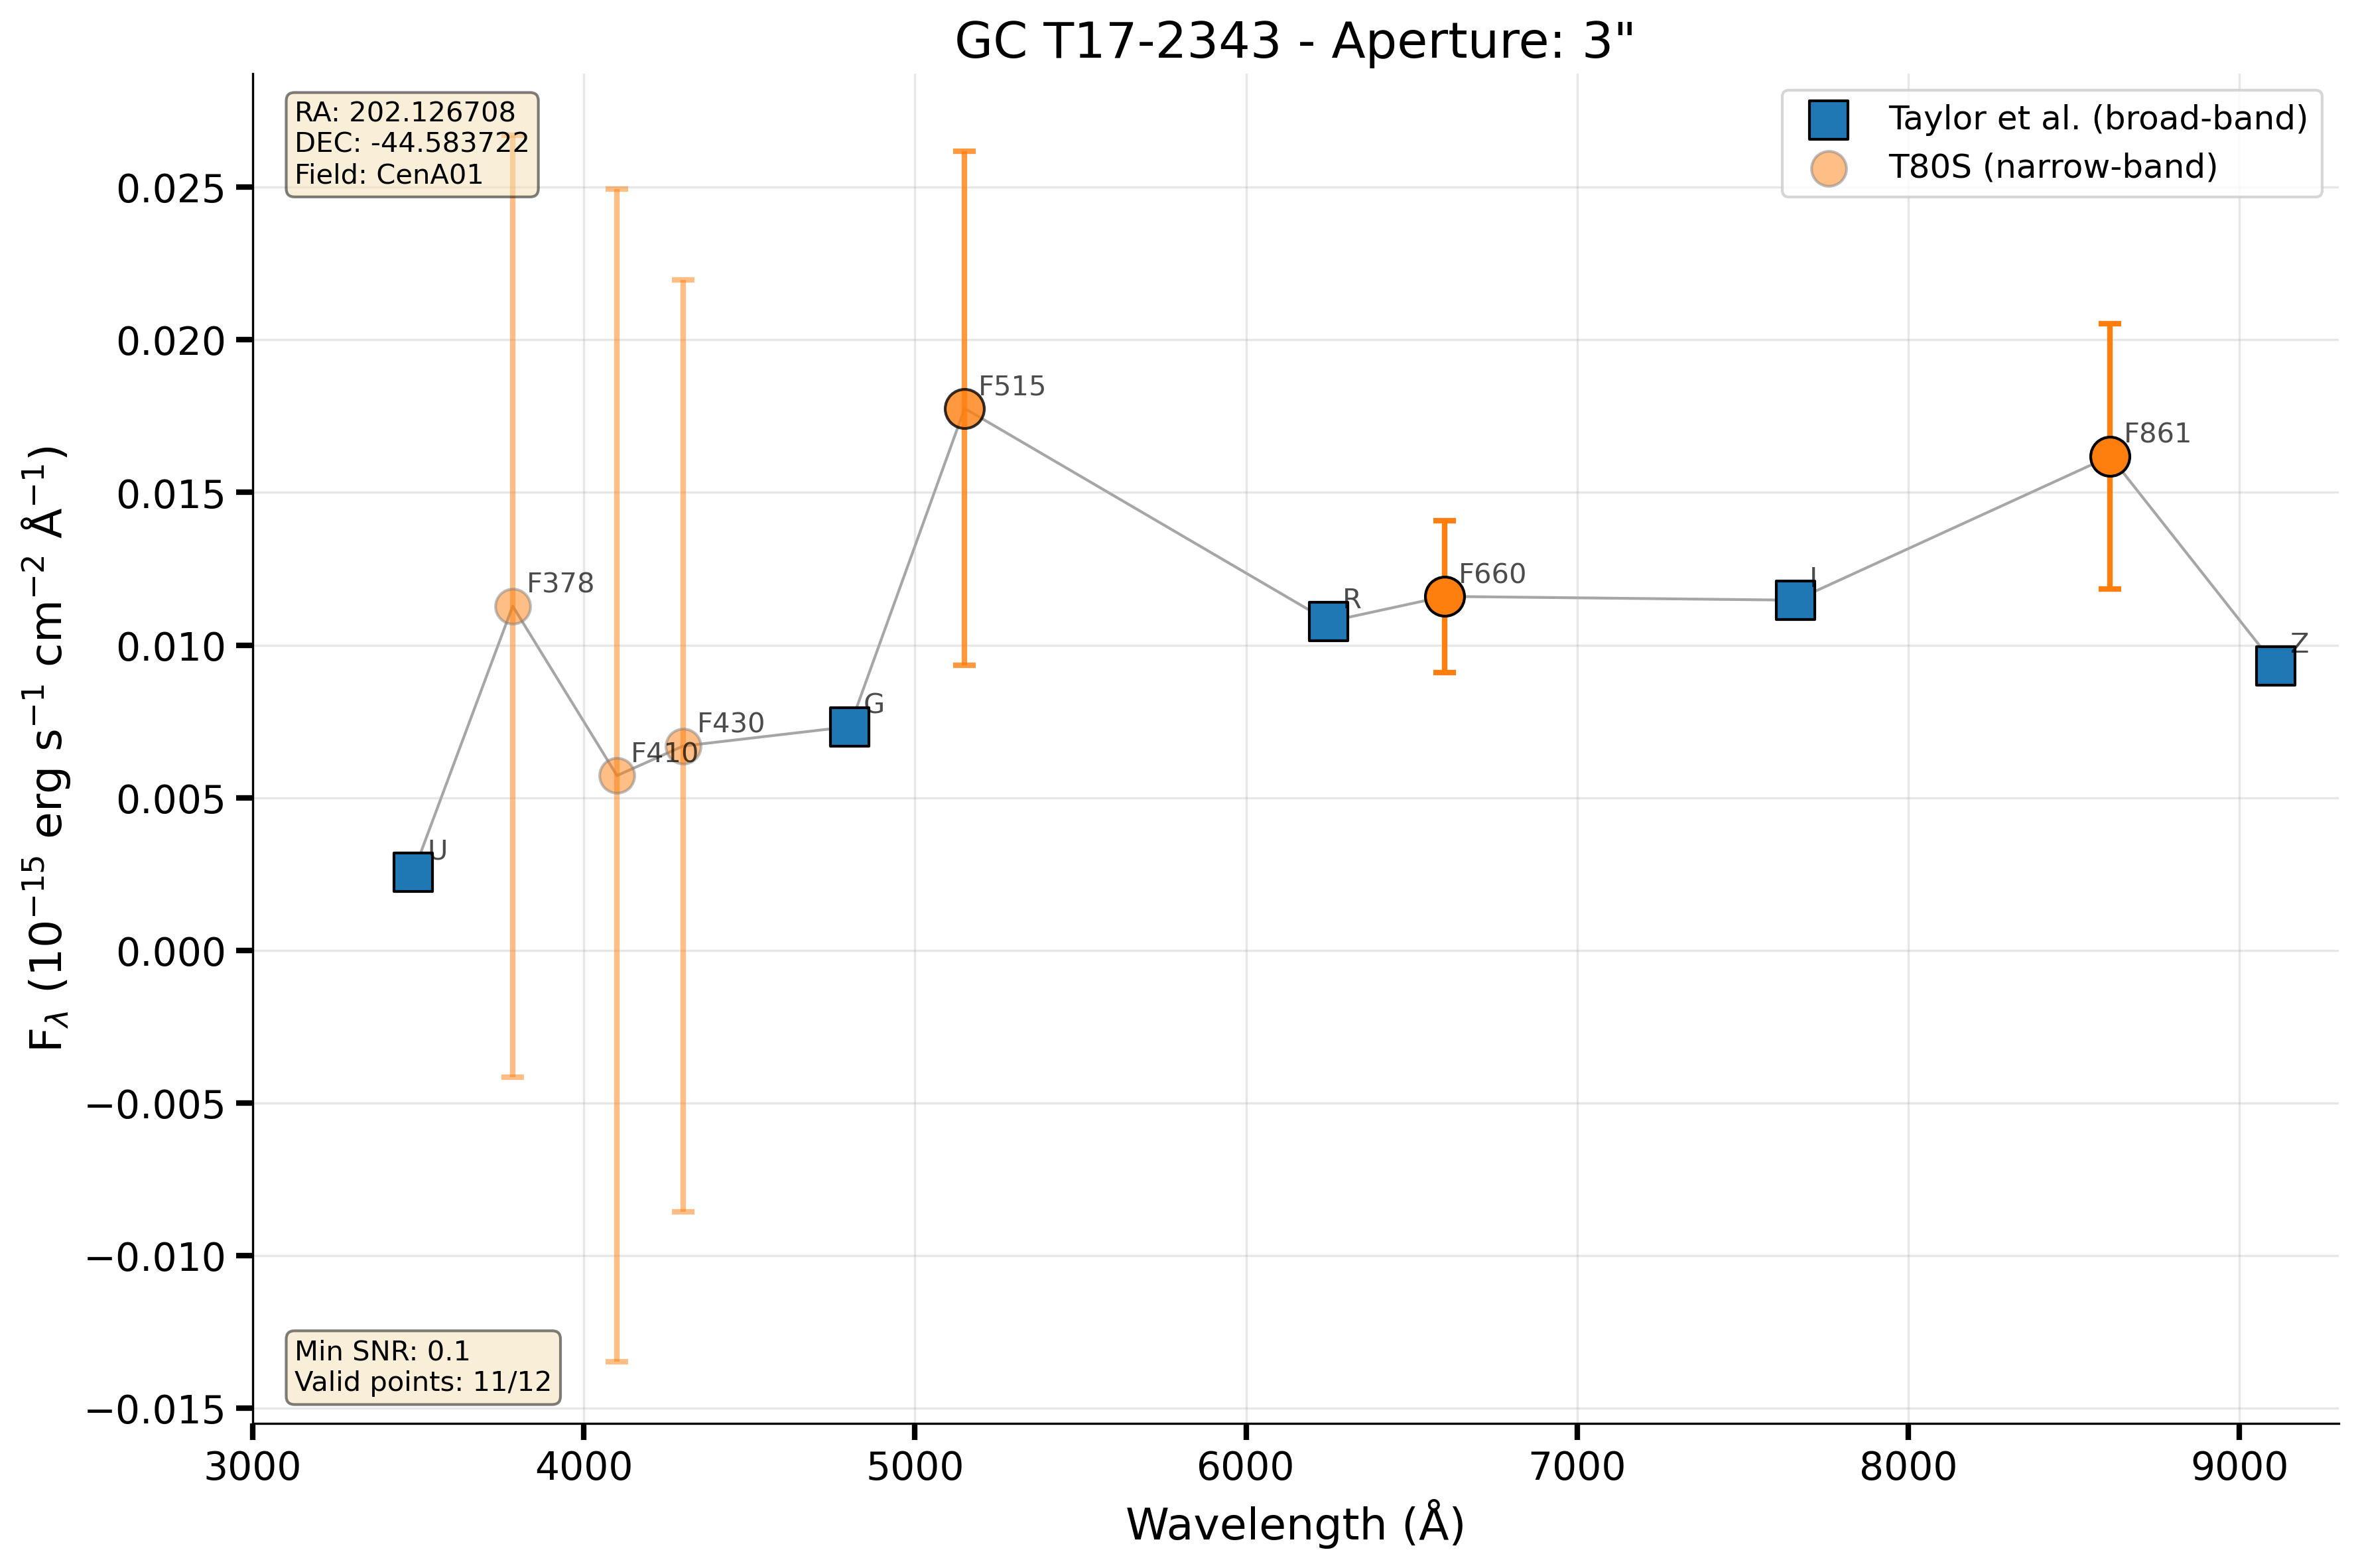 GC T17-2343 - Aperture: 3"
RA: 202.126708
DEC: -44.583722
Field: CenA01
Taylor et al. (broad-band)
T80S (narrow-band)
0.025
0.020
0.015
0.010
0.005
0.000
−0.005
−0.010
−0.015
F_λ (10⁻¹⁵ erg s⁻¹ cm⁻² Å⁻¹)
U
F378
F410
F430
G
F515
R
F660
I
F861
Z
Min SNR: 0.1
Valid points: 11/12
3000 4000 5000 6000 7000 8000 9000
Wavelength (Å)